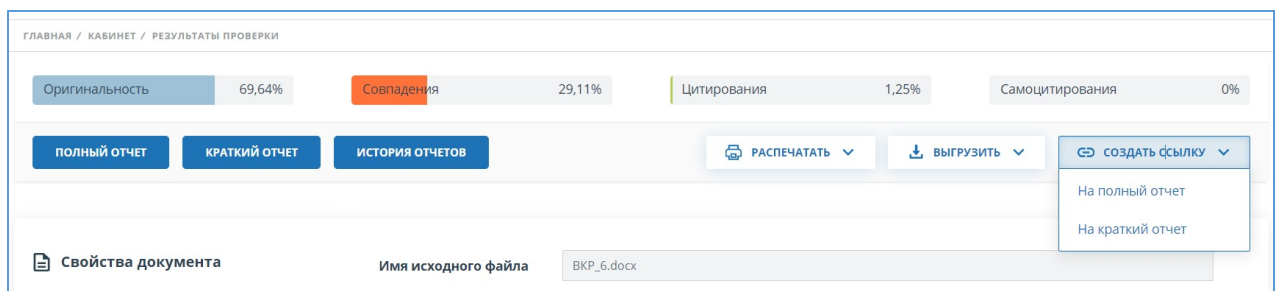 ГЛАВНАЯ / КАБИНЕТ / РЕЗУЛЬТАТЫ ПРОВЕРКИ
Оригинальность 69,64% Совпадения 29,11% Цитирования 1,25% Самоцитирования 0%
ПОЛНЫЙ ОТЧЕТ КРАТКИЙ ОТЧЕТ ИСТОРИЯ ОТЧЕТОВ РАСПЕЧАТАТЬ ВЫГРУЗИТЬ СОЗДАТЬ ССЫЛКУ
На полный отчет
На краткий отчет
Свойства документа Имя исходного файла ВКР_6.docx